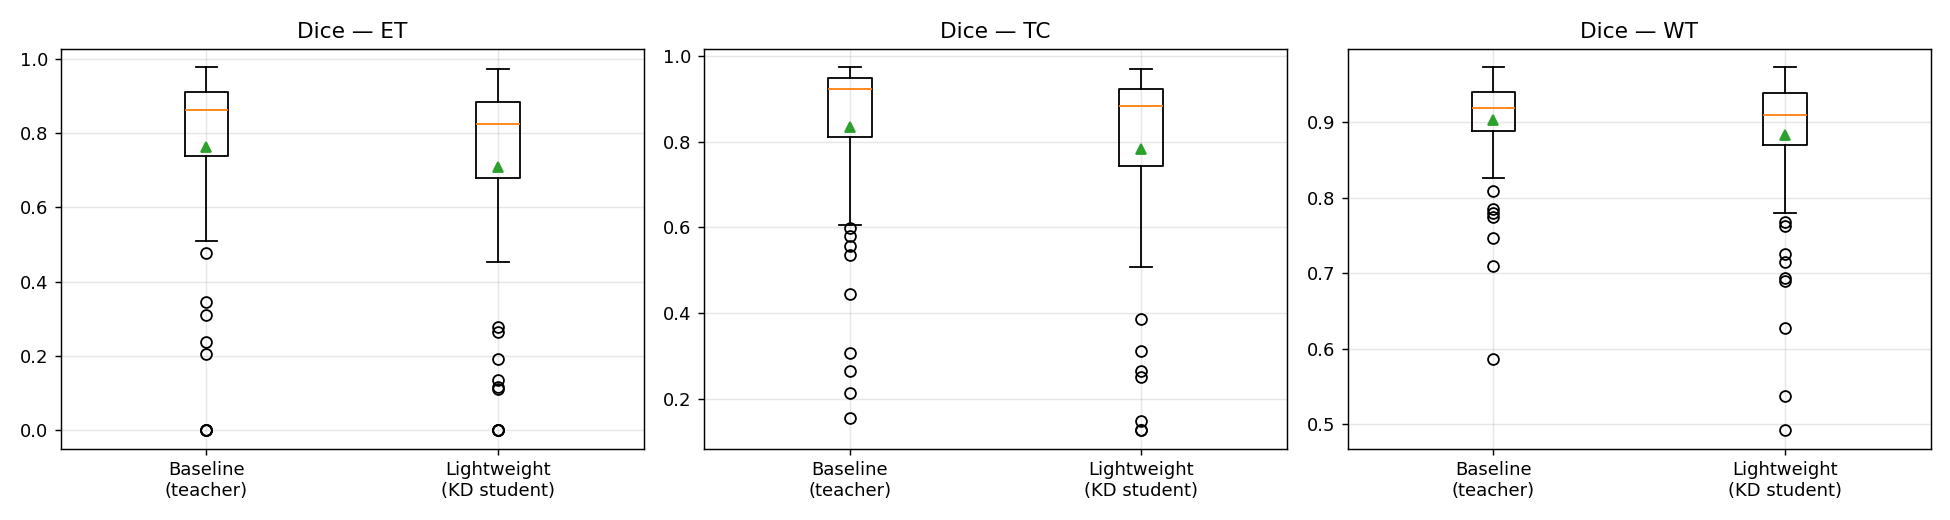 Dice — ET
1.0
0.8
0.6
0.4
0.2
0.0
Baseline
(teacher)
Lightweight
(KD student)
Dice — TC
1.0
0.8
0.6
0.4
0.2
Baseline
(teacher)
Lightweight
(KD student)
Dice — WT
0.9
0.8
0.7
0.6
0.5
Baseline
(teacher)
Lightweight
(KD student)